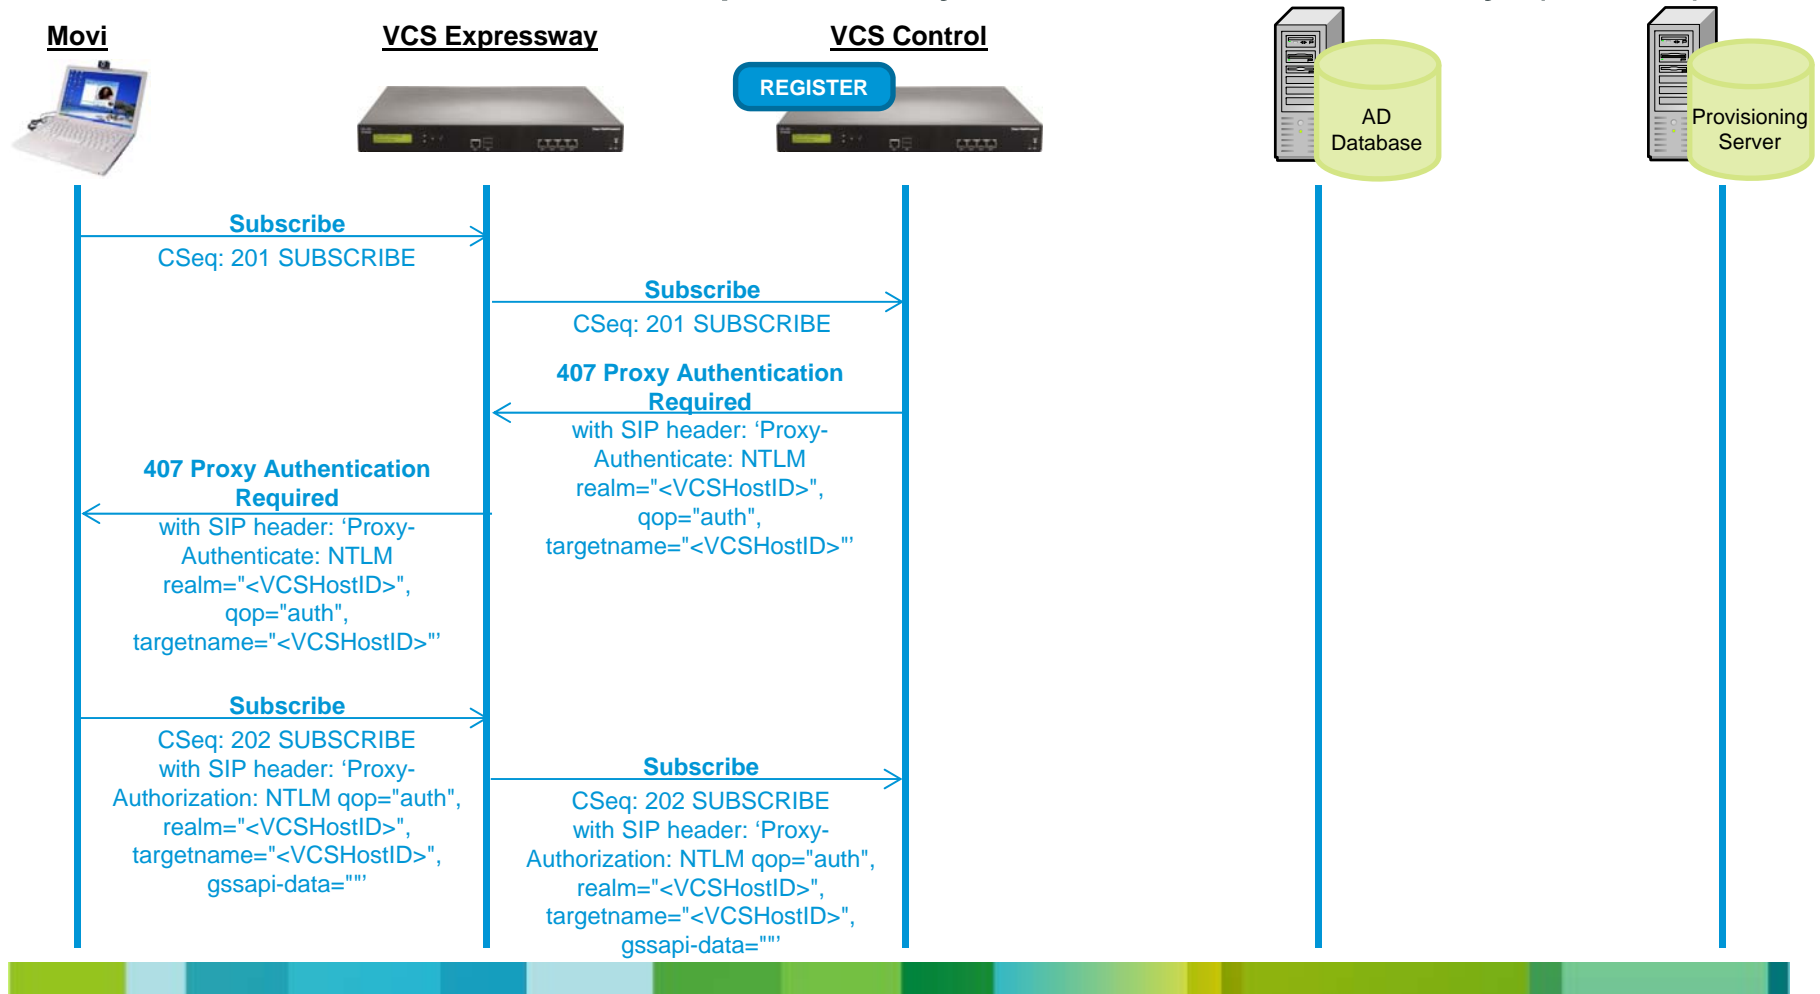 Movi
VCS Expressway
VCS Control
REGISTER
AD
Database
Provisioning
Server
Subscribe
CSeq: 201 SUBSCRIBE
Subscribe
CSeq: 201 SUBSCRIBE
407 Proxy Authentication
Required
with SIP header: ‘Proxy-
Authenticate: NTLM
realm="<VCSHostID>",
qop="auth",
targetname="<VCSHostID>"’
407 Proxy Authentication
Required
with SIP header: ‘Proxy-
Authenticate: NTLM
realm="<VCSHostID>",
qop="auth",
targetname="<VCSHostID>"’
Subscribe
CSeq: 202 SUBSCRIBE
with SIP header: ‘Proxy-
Authorization: NTLM qop="auth",
realm="<VCSHostID>",
targetname="<VCSHostID>",
gssapi-data=""’
Subscribe
CSeq: 202 SUBSCRIBE
with SIP header: ‘Proxy-
Authorization: NTLM qop="auth",
realm="<VCSHostID>",
targetname="<VCSHostID>",
gssapi-data=""’